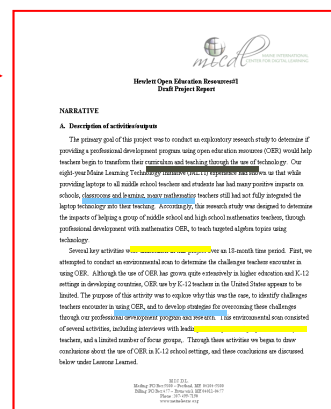 micdl
MAINE INTERNATIONAL
CENTER FOR DIGITAL LEARNING
Hewlett Open Education Resources#1
Draft Project Report
NARRATIVE
A. Description of activities/outputs
The primary goal of this project was to conduct an exploratory research study to determine if
providing a professional development program using open education resources (OER) would help
teachers begin to transform their curriculum and teaching through the use of technology. Our
eight-year Maine Learning Technology Initiative (MLTI) experience had shown us that while
providing laptops to all middle school teachers and students has had many positive impacts on
schools, classrooms and learning, many mathematics teachers still had not fully integrated the
laptop technology into their teaching. Accordingly, this research study was designed to determine
the impacts of helping a group of middle school and high school mathematics teachers, through
professional development with mathematics OER, to teach targeted algebra topics using
technology.
Several key activities were over an 18-month time period. First, we
attempted to conduct an environmental scan to determine the challenges teachers encounter in
using OER. Although the use of OER has grown quite extensively in higher education and K-12
settings in developing countries, OER use by K-12 teachers in the United States appears to be
limited. The purpose of this activity was to explore why this was the case, to identify challenges
teachers encounter in using OER, and to develop strategies for overcoming these challenges
through our professional development program and research. This environmental scan consisted
of several activities, including interviews with
teachers, and a limited number of focus groups,. Through these activities we began to draw
conclusions about the use of OER in K-12 school settings, and these conclusions are discussed
below under Lessons Learned.
MICDL